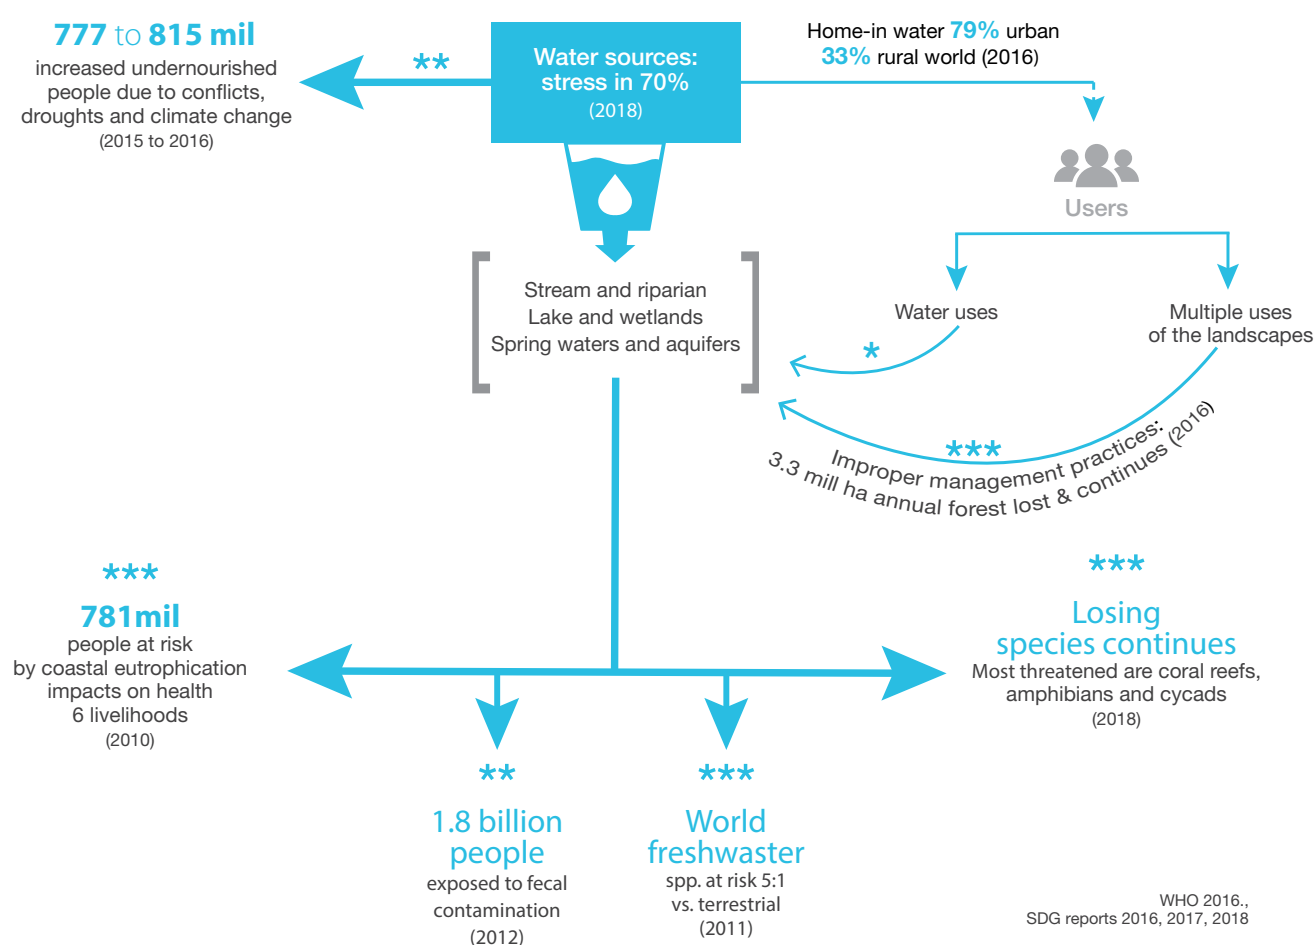 777 to 815 mil
increased undernourished
people due to conflicts,
droughts and climate change
(2015 to 2016)
**
Water sources:
stress in 70%
(2018)
Home-in water 79% urban
33% rural world (2016)
Users
Stream and riparian
Lake and wetlands
Spring waters and aquifers
Water uses
Multiple uses
of the landscapes
*
***
Improper management practices:
3.3 mill ha annual forest lost & continues (2016)
***
781mil
people at risk
by coastal eutrophication
impacts on health
6 livelihoods
(2010)
***
Losing
species continues
Most threatened are coral reefs,
amphibians and cycads
(2018)
**
1.8 billion
people
exposed to fecal
contamination
(2012)
***
World
freshwaster
spp. at risk 5:1
vs. terrestrial
(2011)
WHO 2016.,
SDG reports 2016, 2017, 2018